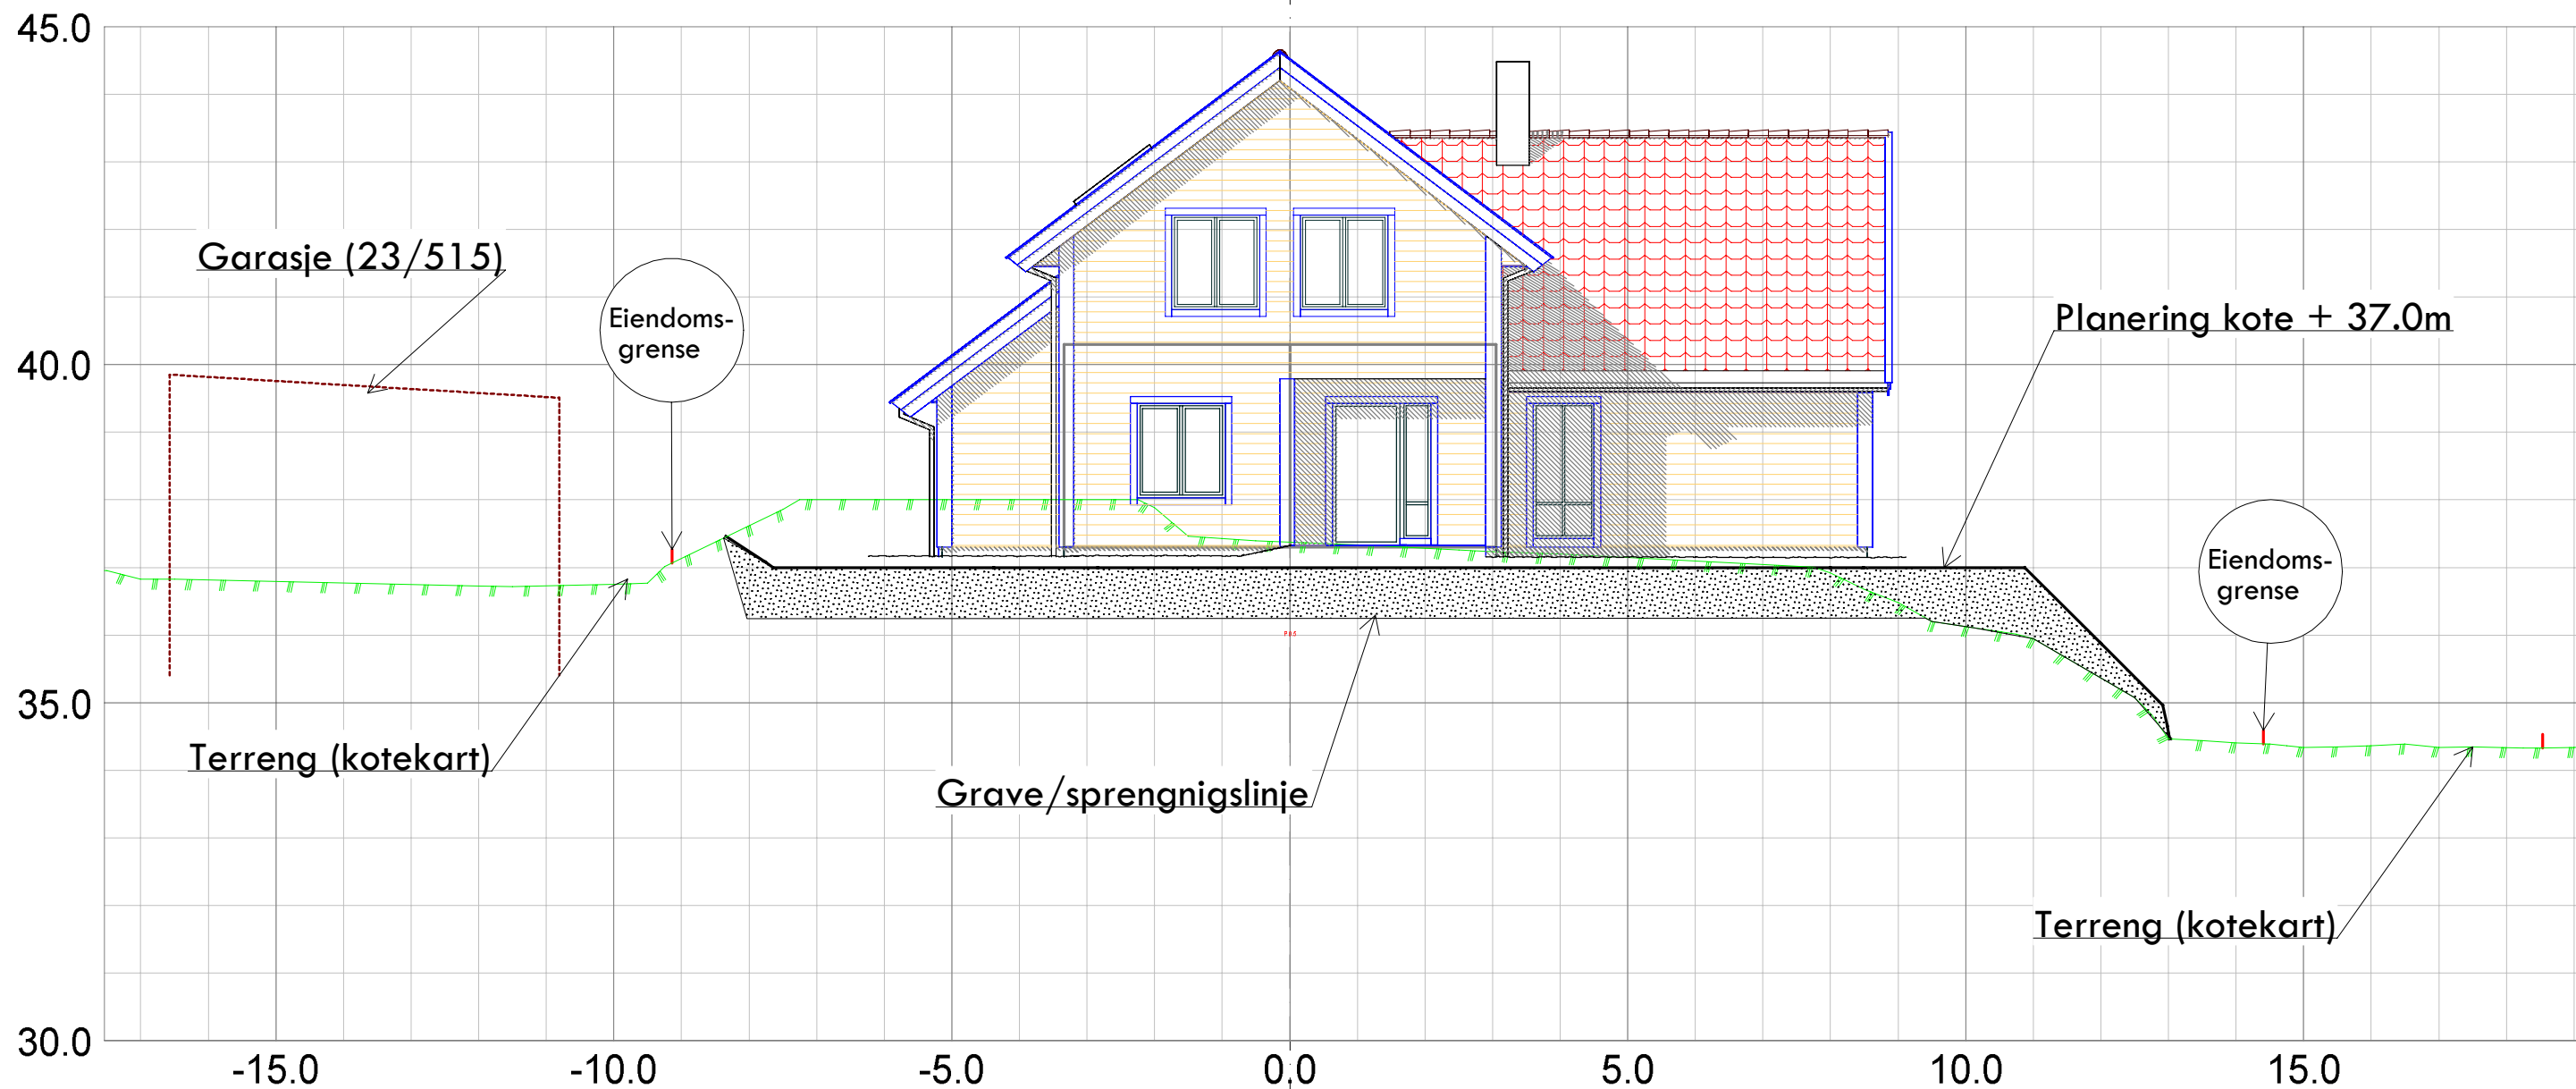 45.0
Garasje (23/515)
Eiendoms-
grense
Planering kote + 37.0m
40.0
Eiendoms-
grense
35.0
Terreng (kotekart)
Grave/sprengnigslinje
Terreng (kotekart)
30.0
-15.0
-10.0
-5.0
0.0
5.0
10.0
15.0